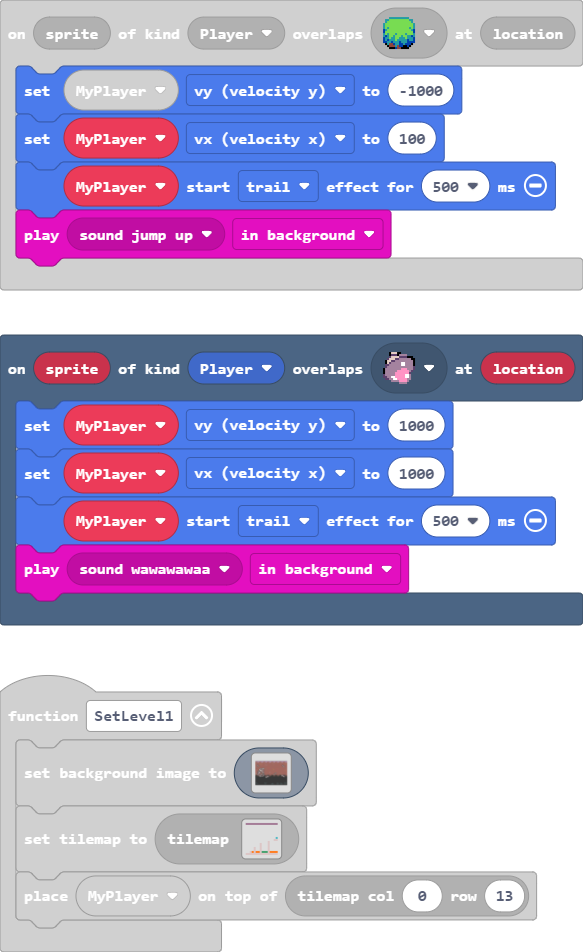 on sprite of kind Player overlaps at location
set MyPlayer vy (velocity y) to -1000
set MyPlayer vx (velocity x) to 100
MyPlayer start trail effect for 500 ms
play sound jump up in background
on sprite of kind Player overlaps at location
set MyPlayer vy (velocity y) to 1000
set MyPlayer vx (velocity x) to 1000
MyPlayer start trail effect for 500 ms
play sound wawawawaa in background
function SetLevel1
set background image to
set tilemap to tilemap
place MyPlayer on top of tilemap col 0 row 13